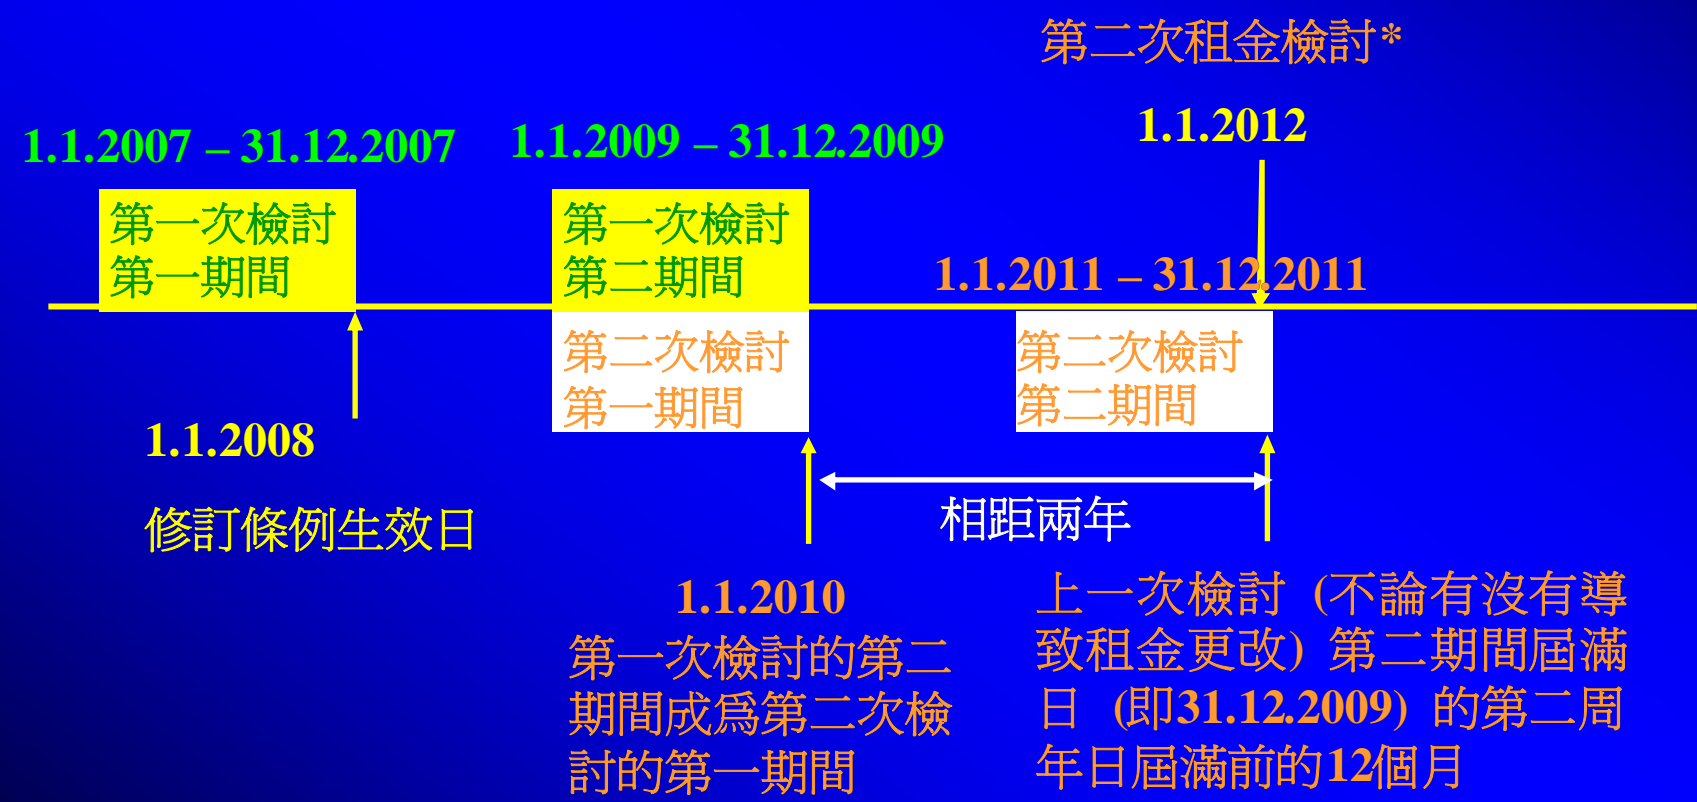 第二次租金檢討*
1.1.2012
1.1.2007 – 31.12.2007
1.1.2009 – 31.12.2009
第一次檢討
第一期間
第一次檢討
第二期間
1.1.2011 – 31.12.2011
第二次檢討
第一期間
第二次檢討
第二期間
1.1.2008
修訂條例生效日
相距兩年
1.1.2010
第一次檢討的第二
期間成爲第二次檢
討的第一期間
上一次檢討 (不論有沒有導
致租金更改) 第二期間屆滿
日 (即31.12.2009) 的第二周
年日屆滿前的12個月